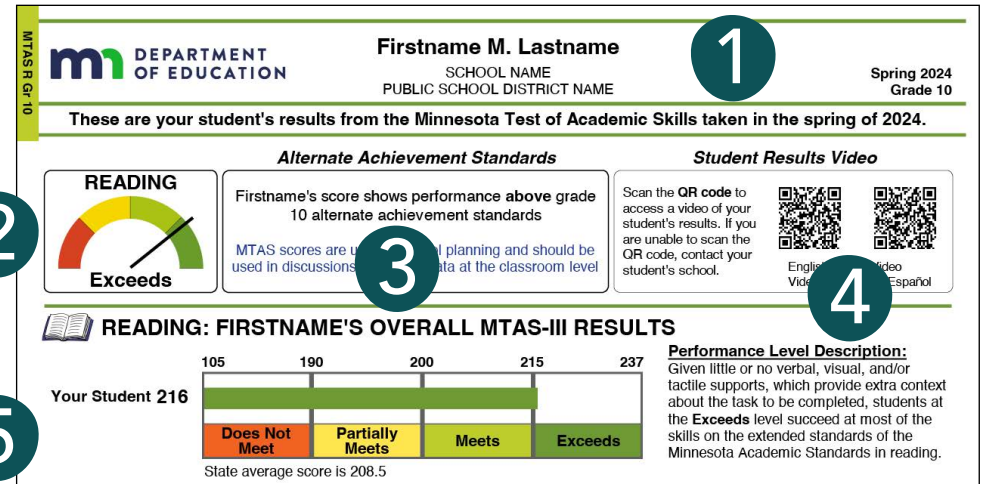 MTAS R Gr 10
DEPARTMENT
OF EDUCATION
Firstname M. Lastname
SCHOOL NAME
PUBLIC SCHOOL DISTRICT NAME
1
Spring 2024
Grade 10
These are your student's results from the Minnesota Test of Academic Skills taken in the spring of 2024.
Alternate Achievement Standards
Student Results Video
2
READING
Exceeds
Firstname's score shows performance above grade
10 alternate achievement standards
MTAS scores are planning and should be
used in discussions at the classroom level
3
Scan the QR code to
access a video of your
student's results. If you
are unable to scan the
QR code, contact your
student's school.
Español
4
READING: FIRSTNAME'S OVERALL MTAS-III RESULTS
105 190 200 215 237
Your Student 216
5
Does Not
Meet
Partially
Meets
Meets
Exceeds
State average score is 208.5
Performance Level Description:
Given little or no verbal, visual, and/or
tactile supports, which provide extra context
about the task to be completed, students at
the Exceeds level succeed at most of the
skills on the extended standards of the
Minnesota Academic Standards in reading.